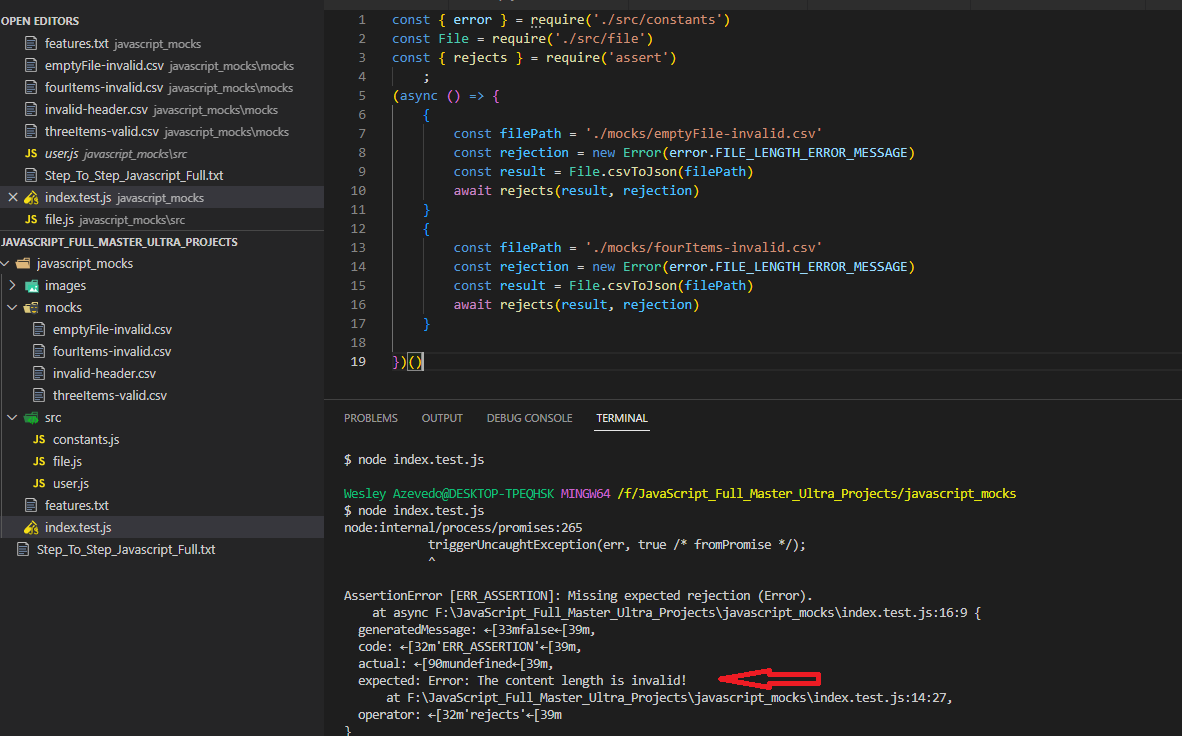 OPEN EDITORS
features.txt javascript_mocks
emptyFile-invalid.csv javascript_mocks\mocks
fourItems-invalid.csv javascript_mocks\mocks
invalid-header.csv javascript_mocks\mocks
threeItems-valid.csv javascript_mocks\mocks
JS user.js javascript_mocks\src
Step_To_Step_Javascript_Full.txt
index.test.js javascript_mocks
JS file.js javascript_mocks\src
JAVASCRIPT_FULL_MASTER_ULTRA_PROJECTS
javascript_mocks
images
mocks
emptyFile-invalid.csv
fourItems-invalid.csv
invalid-header.csv
threeItems-valid.csv
src
JS constants.js
JS file.js
JS user.js
features.txt
index.test.js
Step_To_Step_Javascript_Full.txt
1 const { error } = require('./src/constants')
2 const File = require('./src/file')
3 const { rejects } = require('assert')
4 ;
5 (async () => {
6 {
7 const filePath = './mocks/emptyFile-invalid.csv'
8 const rejection = new Error(error.FILE_LENGTH_ERROR_MESSAGE)
9 const result = File.csvToJson(filePath)
10 await rejects(result, rejection)
11 }
12 {
13 const filePath = './mocks/fourItems-invalid.csv'
14 const rejection = new Error(error.FILE_LENGTH_ERROR_MESSAGE)
15 const result = File.csvToJson(filePath)
16 await rejects(result, rejection)
17 }
18
19 })()
PROBLEMS OUTPUT DEBUG CONSOLE TERMINAL
$ node index.test.js
Wesley Azevedo@DESKTOP-TPEQHSK MINGW64 /f/JavaScript_Full_Master_Ultra_Projects/javascript_mocks
$ node index.test.js
node:internal/process/promises:265
triggerUncaughtException(err, true /* fromPromise */);
^
AssertionError [ERR_ASSERTION]: Missing expected rejection (Error).
at async F:\JavaScript_Full_Master_Ultra_Projects\javascript_mocks\index.test.js:16:9 {
generatedMessage: ←[33mfalse←[39m,
code: ←[32m'ERR_ASSERTION'←[39m,
actual: ←[90mundefined←[39m,
expected: Error: The content length is invalid!
at F:\JavaScript_Full_Master_Ultra_Projects\javascript_mocks\index.test.js:14:27,
operator: ←[32m'rejects'←[39m
}